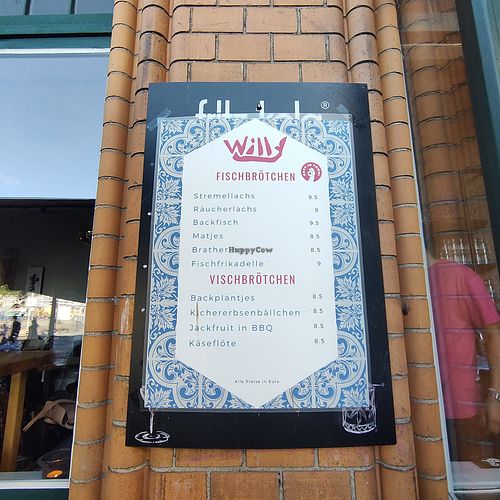 ®
Willy
FISCHBRÖTCHEN
Stremellachs 9.5
Räucherlachs 9
Backfisch 9.5
Matjes 8.5
Brather 8.5
HappyCow
Fischfrikadelle 9
VISCHBRÖTCHEN
Backplantjes 8.5
Kichererbsenbällchen 8.5
Jackfruit in BBQ 8.5
Käseflöte 8.5
Alle Preise in Euro